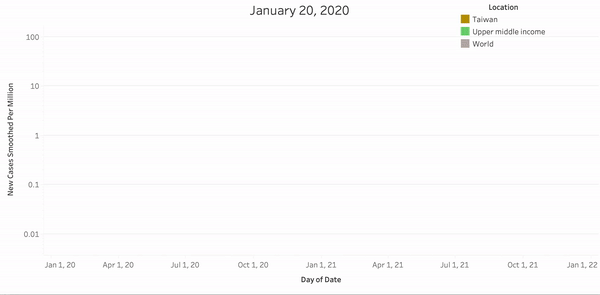 January 20, 2020
Location
Taiwan
Upper middle income
World
New Cases Smoothed Per Million
100
10
1
0.1
0.01
Jan 1, 20
Apr 1, 20
Jul 1, 20
Oct 1, 20
Jan 1, 21
Apr 1, 21
Jul 1, 21
Oct 1, 21
Jan 1, 22
Day of Date